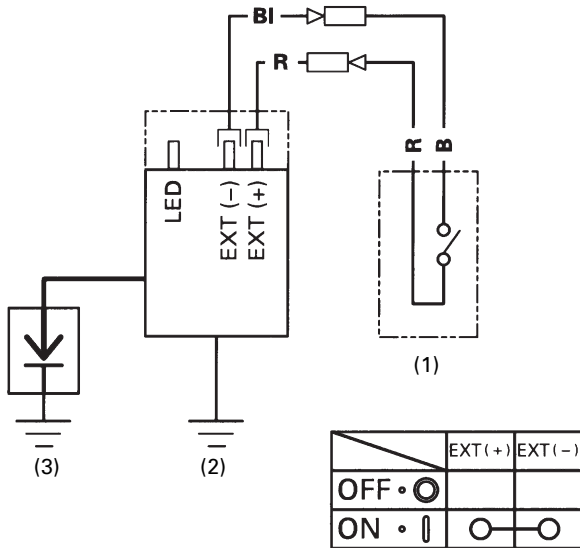 Bl
R
R
B
LED
EXT (−)
EXT (+)
(1)
(2)
(3)
EXT(+) EXT(−)
OFF
ON